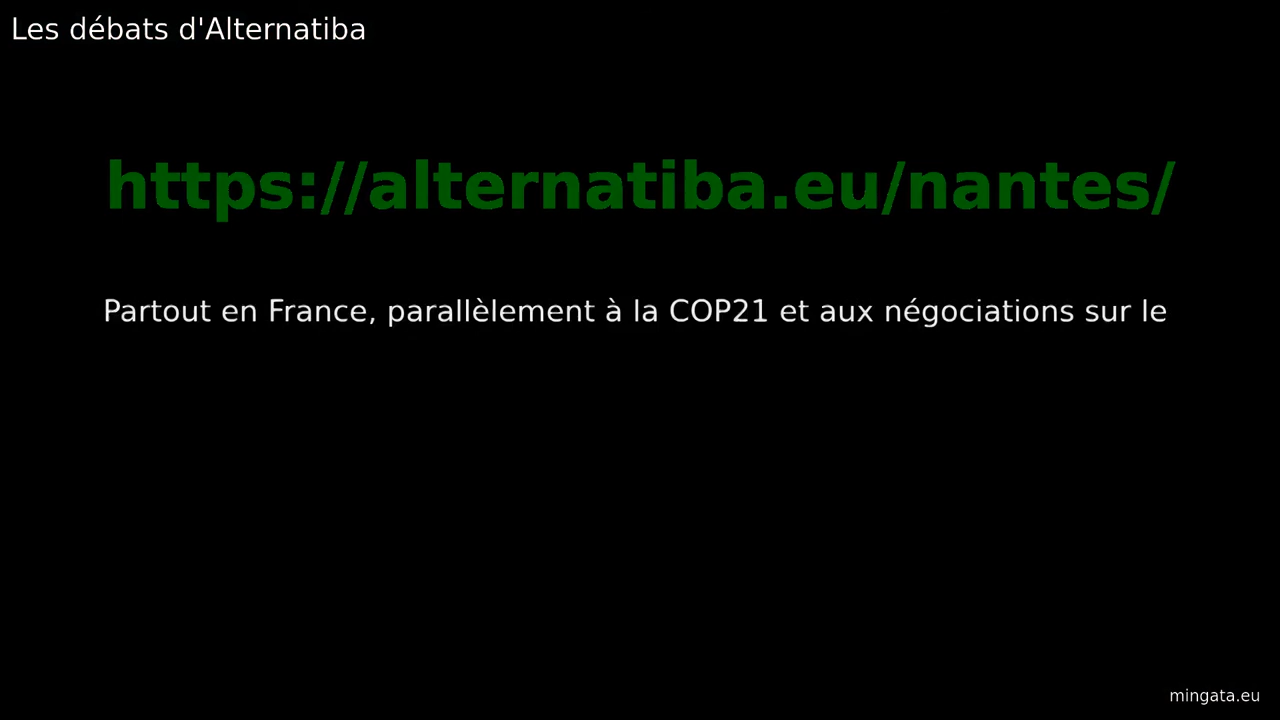 Les débats d'Alternatiba
https://alternatiba.eu/nantes/
Partout en France, parallèlement à la COP21 et aux négociations sur le
mingata.eu